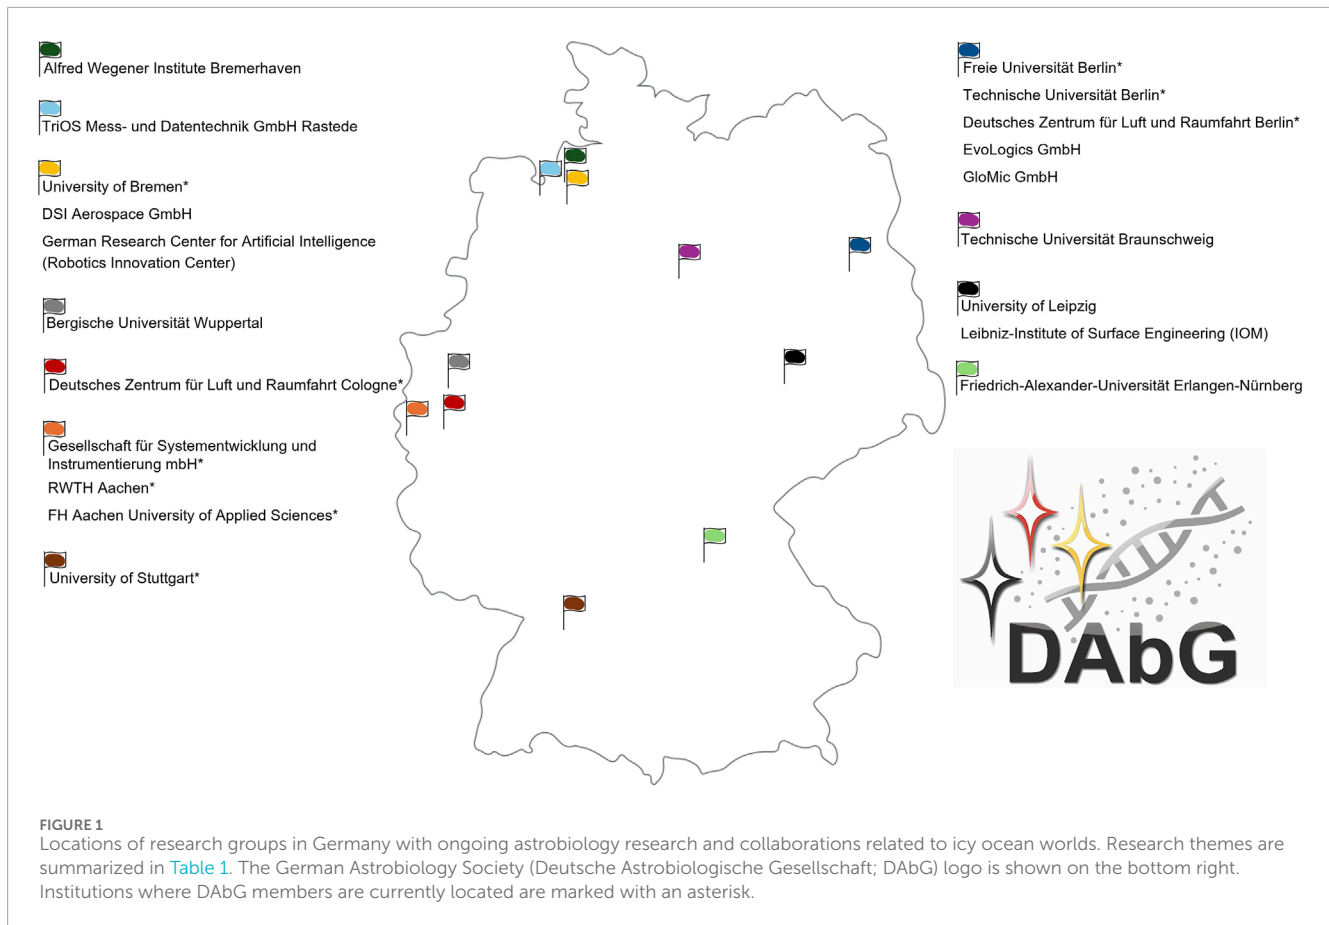 Alfred Wegener Institute Bremerhaven
TriOS Mess- und Datentechnik GmbH Rastede
University of Bremen*
DSI Aerospace GmbH
German Research Center for Artificial Intelligence
(Robotics Innovation Center)
Bergische Universität Wuppertal
Deutsches Zentrum für Luft und Raumfahrt Cologne*
Gesellschaft für Systementwicklung und
Instrumentierung mbH*
RWTH Aachen*
FH Aachen University of Applied Sciences*
University of Stuttgart*
Freie Universität Berlin*
Technische Universität Berlin*
Deutsches Zentrum für Luft und Raumfahrt Berlin*
EvoLogics GmbH
GloMic GmbH
Technische Universität Braunschweig
University of Leipzig
Leibniz-Institute of Surface Engineering (IOM)
Friedrich-Alexander-Universität Erlangen-Nürnberg
DAbG
FIGURE 1
Locations of research groups in Germany with ongoing astrobiology research and collaborations related to icy ocean worlds. Research themes are
summarized in Table 1. The German Astrobiology Society (Deutsche Astrobiologische Gesellschaft; DAbG) logo is shown on the bottom right.
Institutions where DAbG members are currently located are marked with an asterisk.